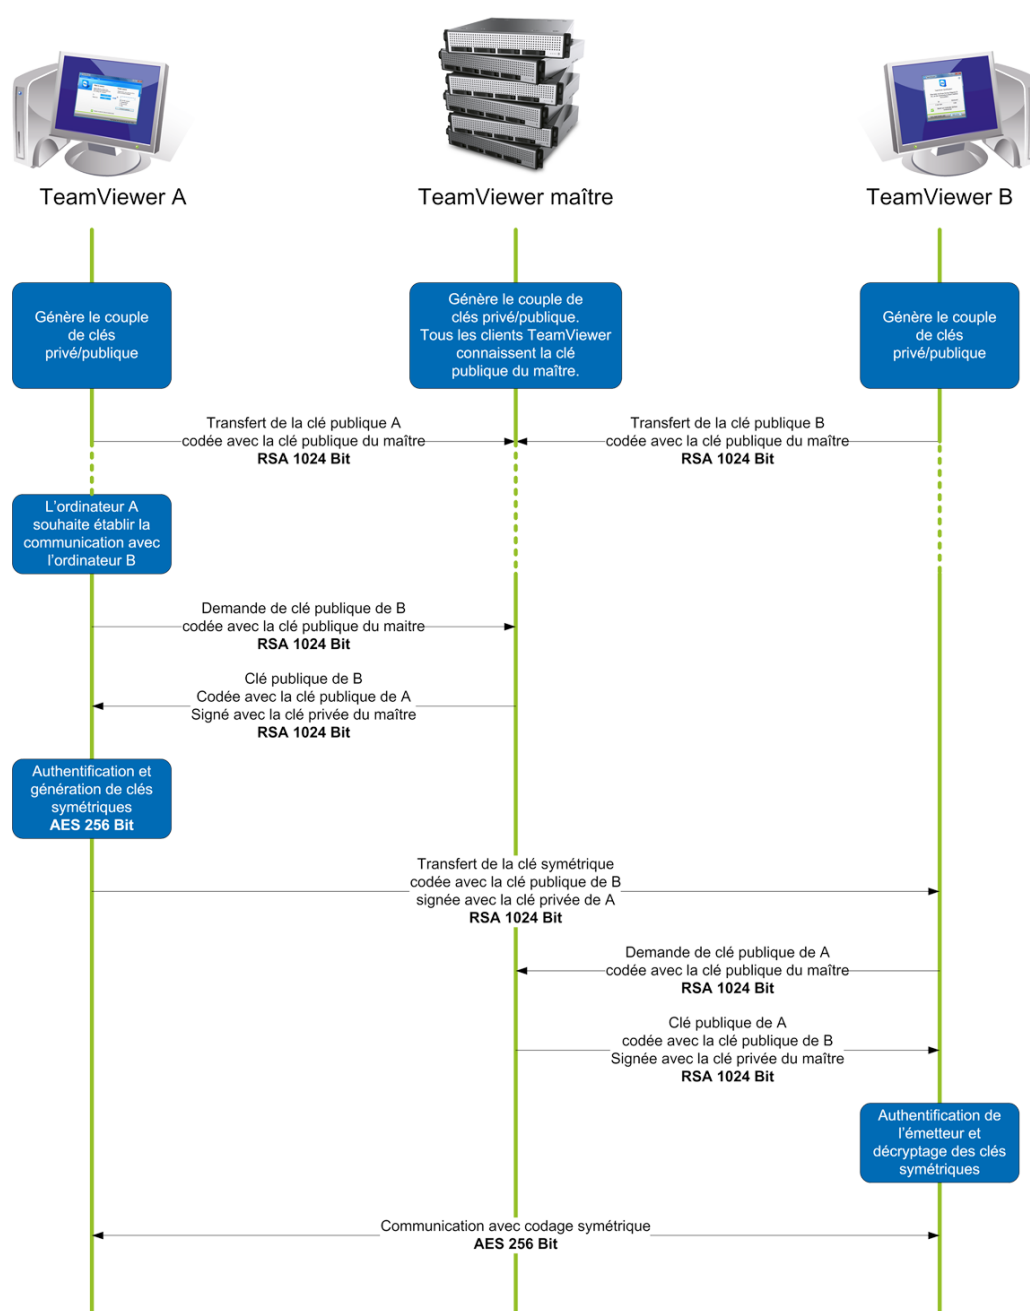 TeamViewer A
TeamViewer maître
TeamViewer B
Génère le couple
de clés
privé/publique
Génère le couple de
clés privé/publique.
Tous les clients TeamViewer
connaissent la clé
publique du maître.
Génère le couple
de clés
privé/publique
Transfert de la clé publique A
codée avec la clé publique du maître
RSA 1024 Bit
Transfert de la clé publique B
codée avec la clé publique du maître
RSA 1024 Bit
L'ordinateur A
souhaite établir la
communication avec
l'ordinateur B
Demande de clé publique de B
codée avec la clé publique du maitre
RSA 1024 Bit
Clé publique de B
Codée avec la clé publique de A
Signé avec la clé privée du maître
RSA 1024 Bit
Authentification et
génération de clés
symétriques
AES 256 Bit
Transfert de la clé symétrique
codée avec la clé publique de B
signée avec la clé privée de A
RSA 1024 Bit
Demande de clé publique de A
codée avec la clé publique du maître
RSA 1024 Bit
Clé publique de A
codée avec la clé publique de B
Signée avec la clé privée du maître
RSA 1024 Bit
Authentification de
l'émetteur et
décryptage des clés
symétriques
Communication avec codage symétrique
AES 256 Bit